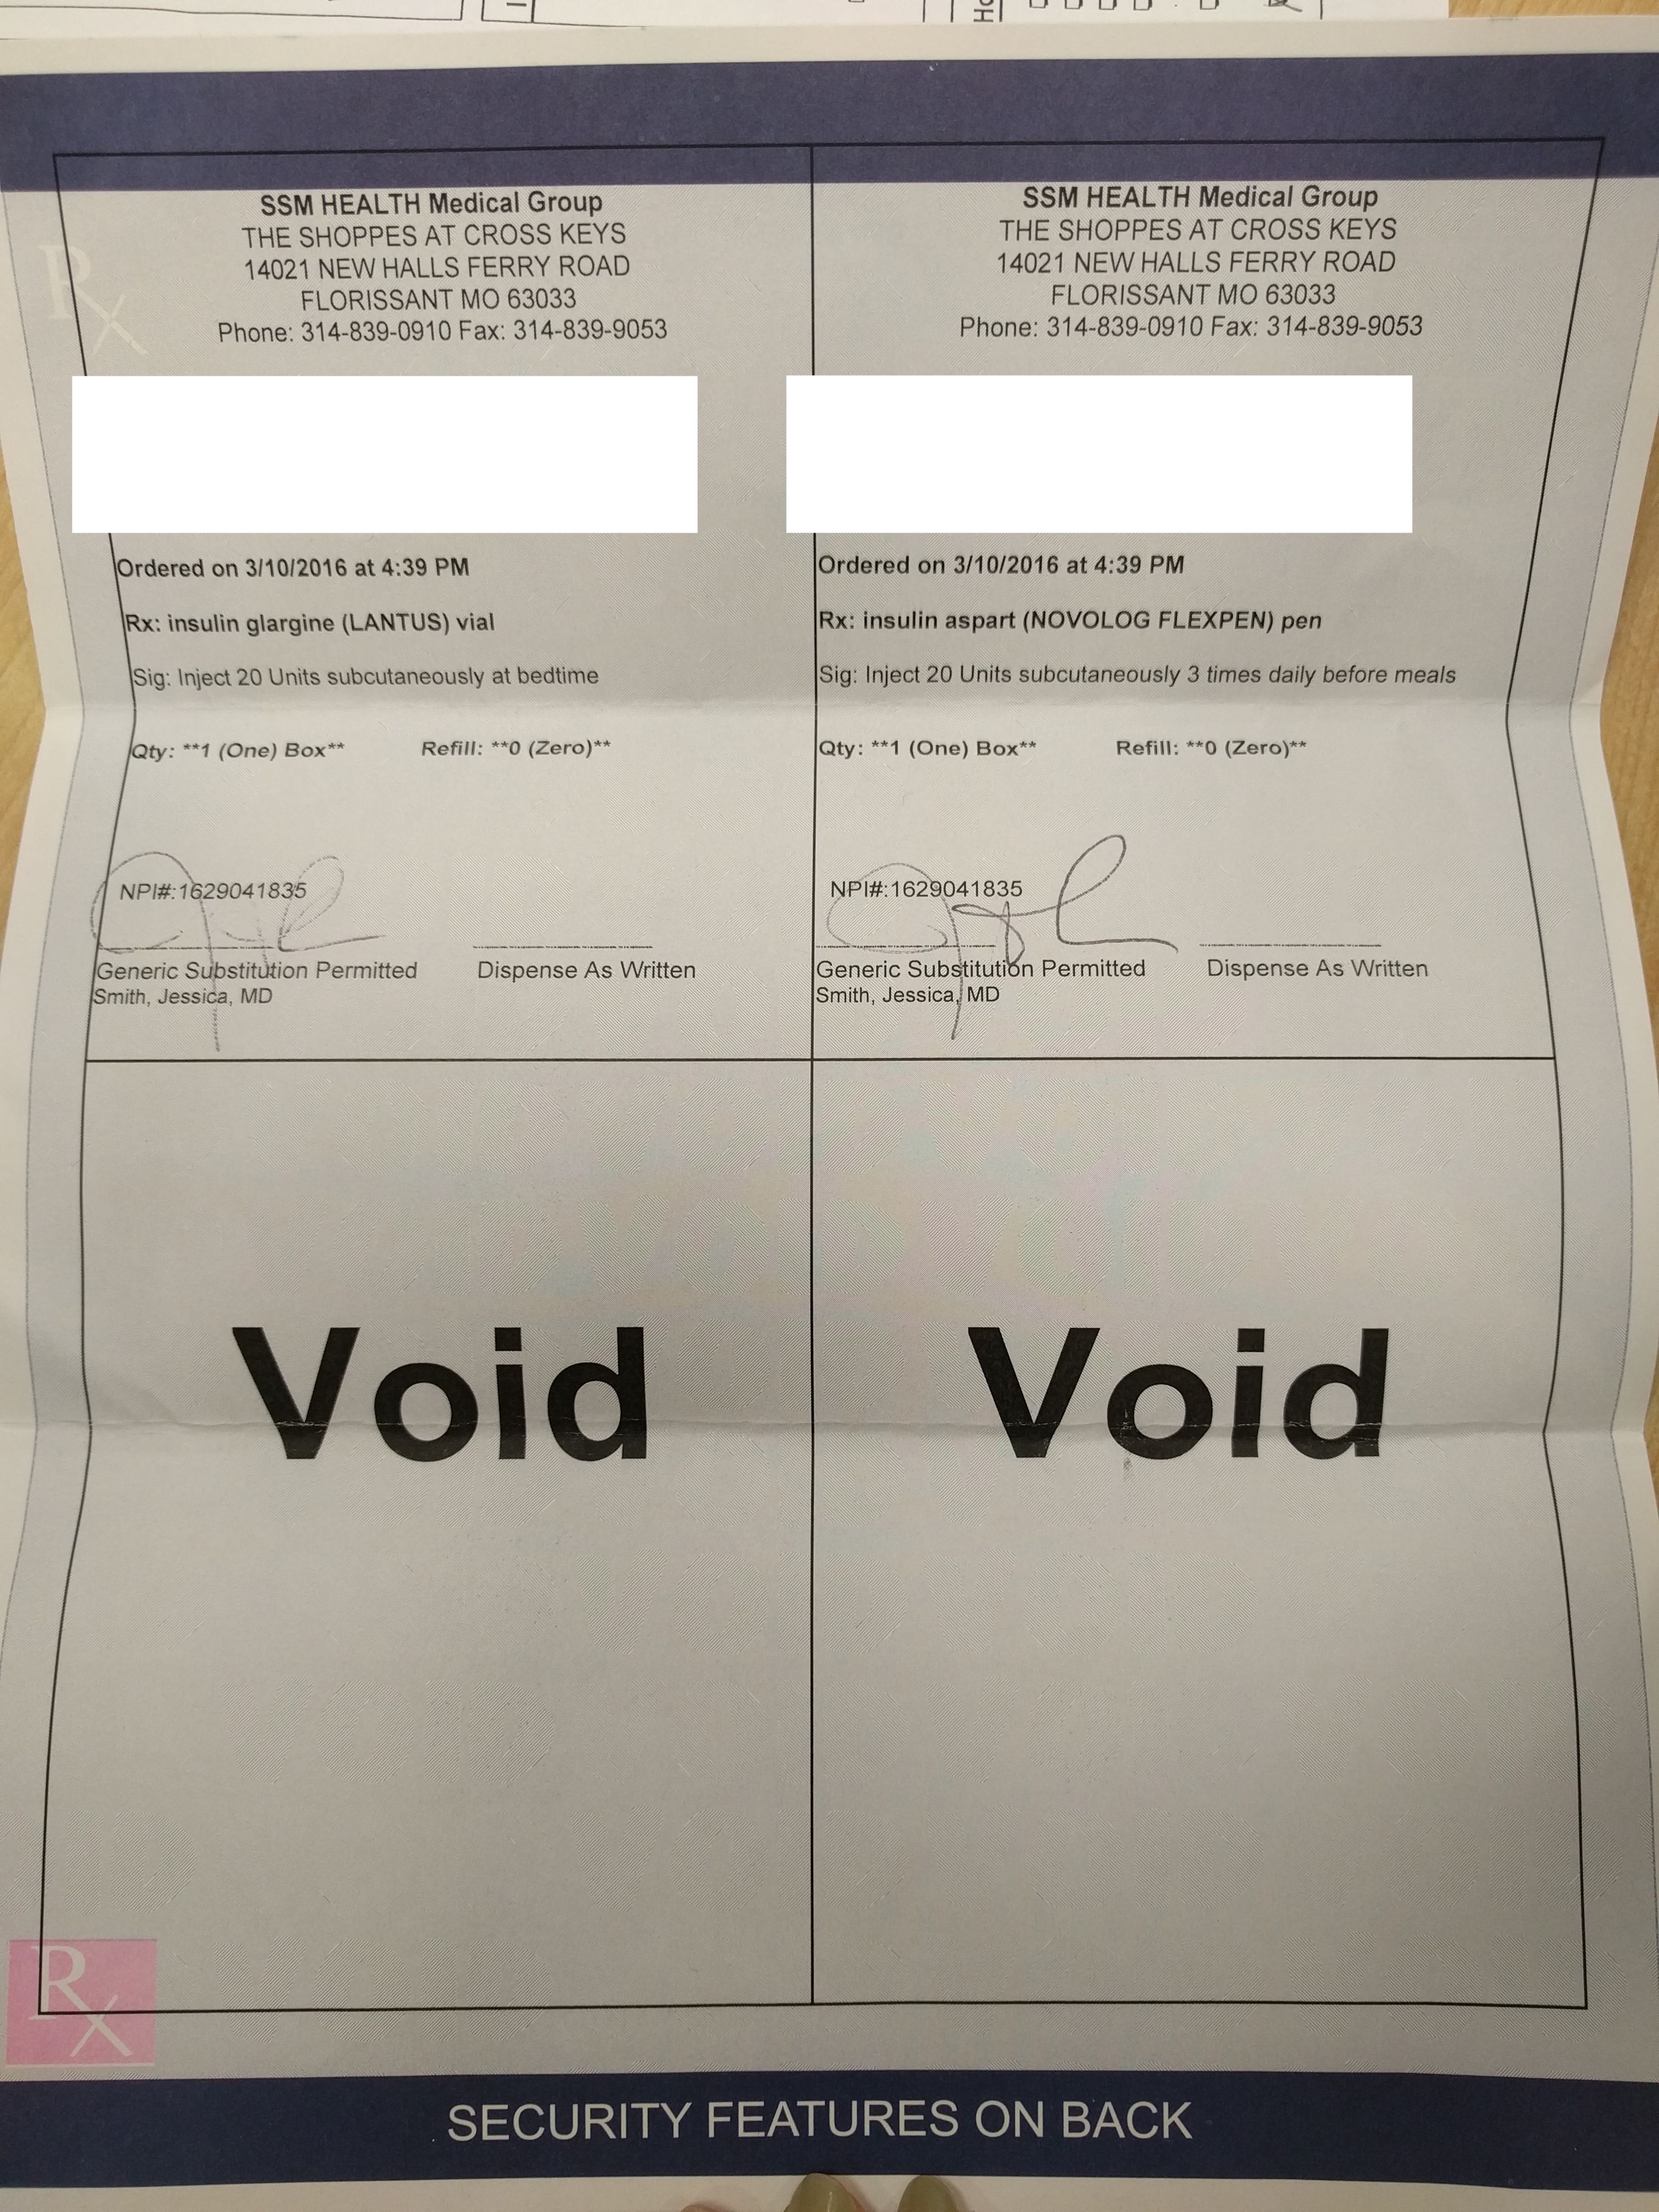 SSM HEALTH Medical Group
THE SHOPPES AT CROSS KEYS
14021 NEW HALLS FERRY ROAD
FLORISSANT MO 63033
Phone: 314-839-0910 Fax: 314-839-9053
Ordered on 3/10/2016 at 4:39 PM
Rx: insulin glargine (LANTUS) vial
Sig: Inject 20 Units subcutaneously at bedtime
Qty: **1 (One) Box** Refill: **0 (Zero)**
NPI#:1629041835
Generic Substitution Permitted Dispense As Written
Smith, Jessica, MD
SSM HEALTH Medical Group
THE SHOPPES AT CROSS KEYS
14021 NEW HALLS FERRY ROAD
FLORISSANT MO 63033
Phone: 314-839-0910 Fax: 314-839-9053
Ordered on 3/10/2016 at 4:39 PM
Rx: insulin aspart (NOVOLOG FLEXPEN) pen
Sig: Inject 20 Units subcutaneously 3 times daily before meals
Qty: **1 (One) Box** Refill: **0 (Zero)**
NPI#:1629041835
Generic Substitution Permitted Dispense As Written
Smith, Jessica, MD
Void
Void
Rx
Rx
SECURITY FEATURES ON BACK